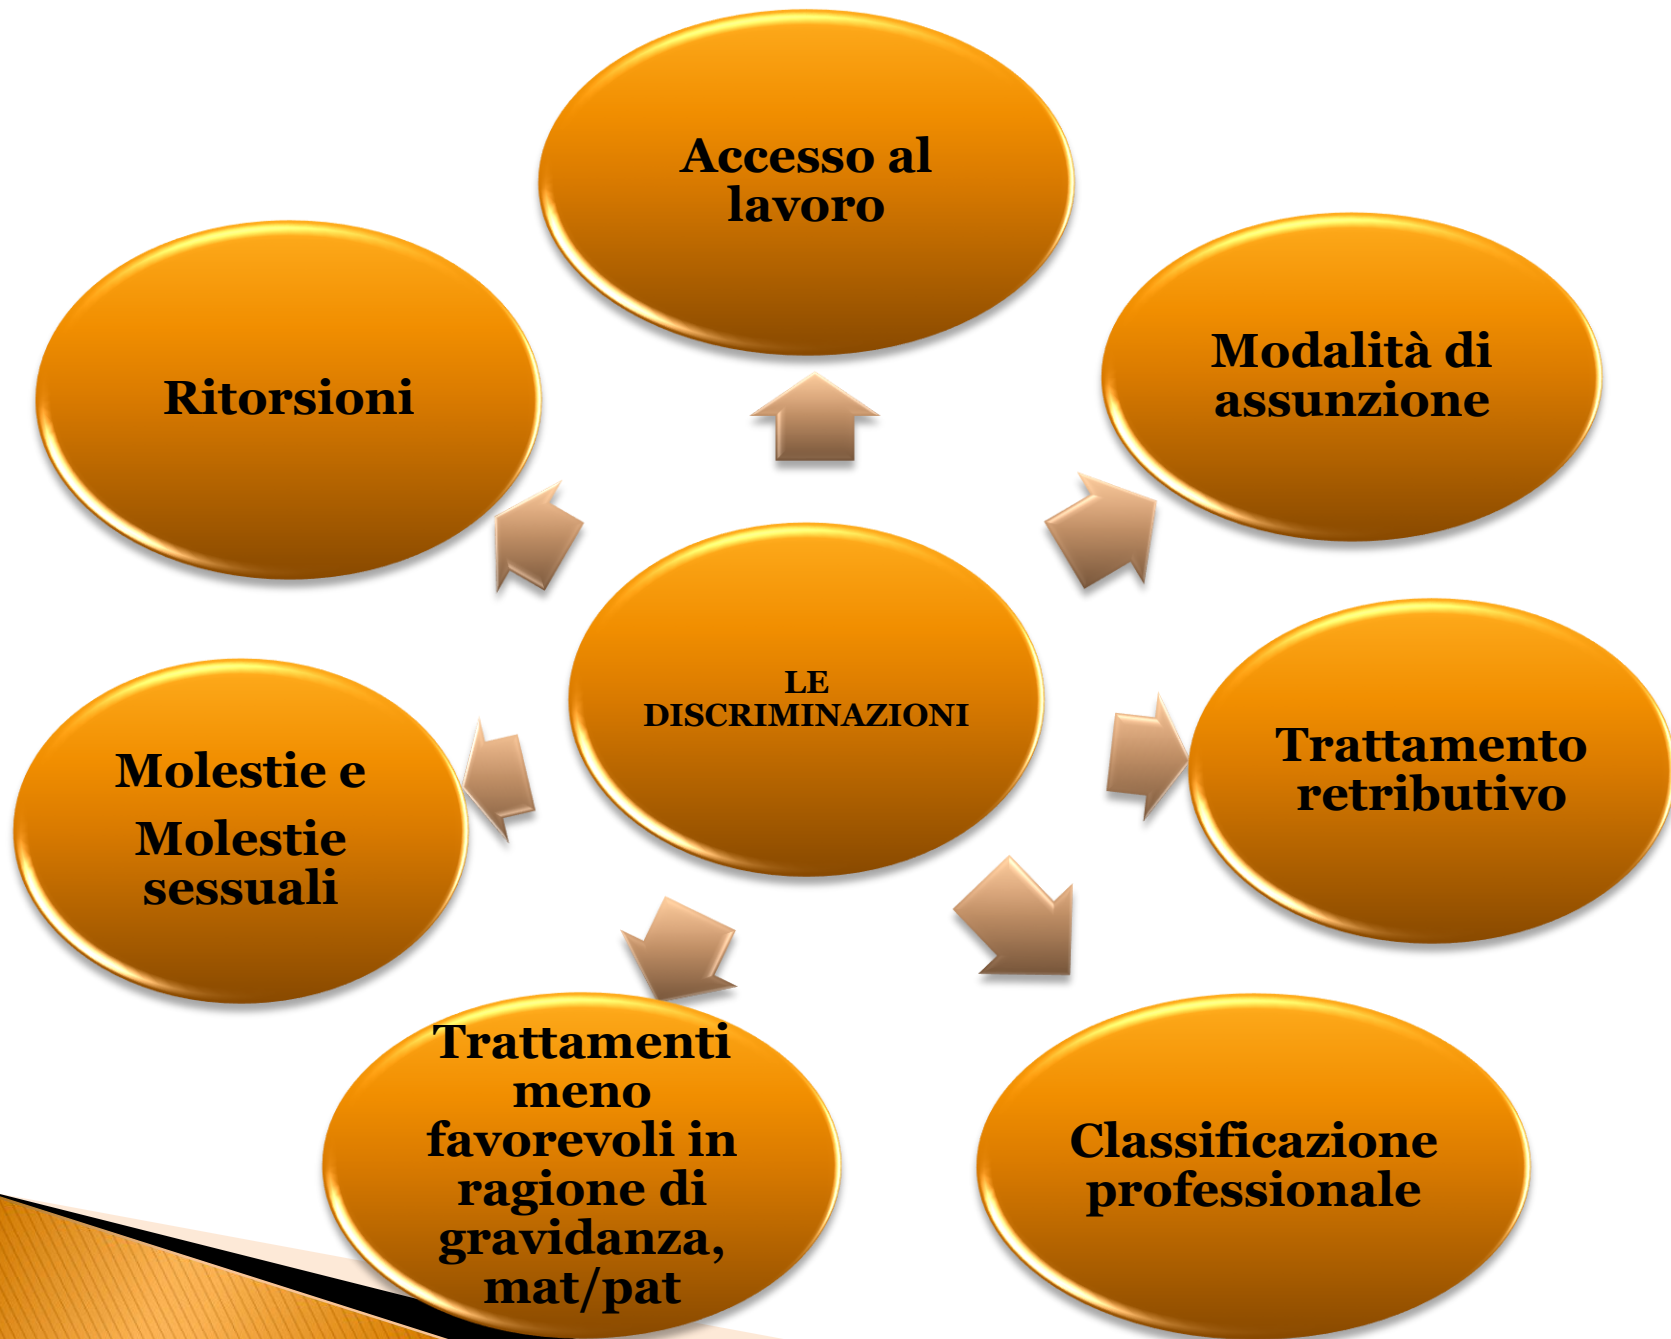 Accesso al
lavoro
Modalità di
assunzione
Ritorsioni
LE
DISCRIMINAZIONI
Trattamento
retributivo
Molestie e
Molestie
sessuali
Trattamenti
meno
favorevoli in
ragione di
gravidanza,
mat/pat
Classificazione
professionale